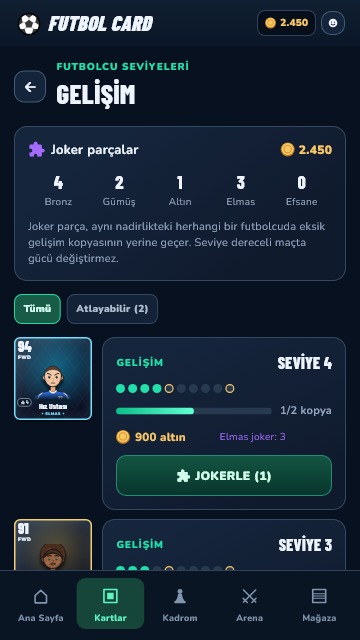 FUTBOL CARD
2.450
FUTBOLCU SEVİYELERİ
GELİŞİM
Joker parçalar
2.450
4 2 1 3 0
Bronz Gümüş Altın Elmas Efsane
Joker parça, aynı nadirlikteki herhangi bir futbolcuda eksik
gelişim kopyasının yerine geçer. Seviye dereceli maçta
gücü değiştirmez.
Tümü Atlayabilir (2)
94
FWD
Hız Ustası
ELMAS
GELİŞİM SEVİYE 4
1/2 kopya
900 altın Elmas joker: 3
JOKERLE (1)
91
FWD
GELİŞİM SEVİYE 3
Ana Sayfa Kartlar Kadrom Arena Mağaza